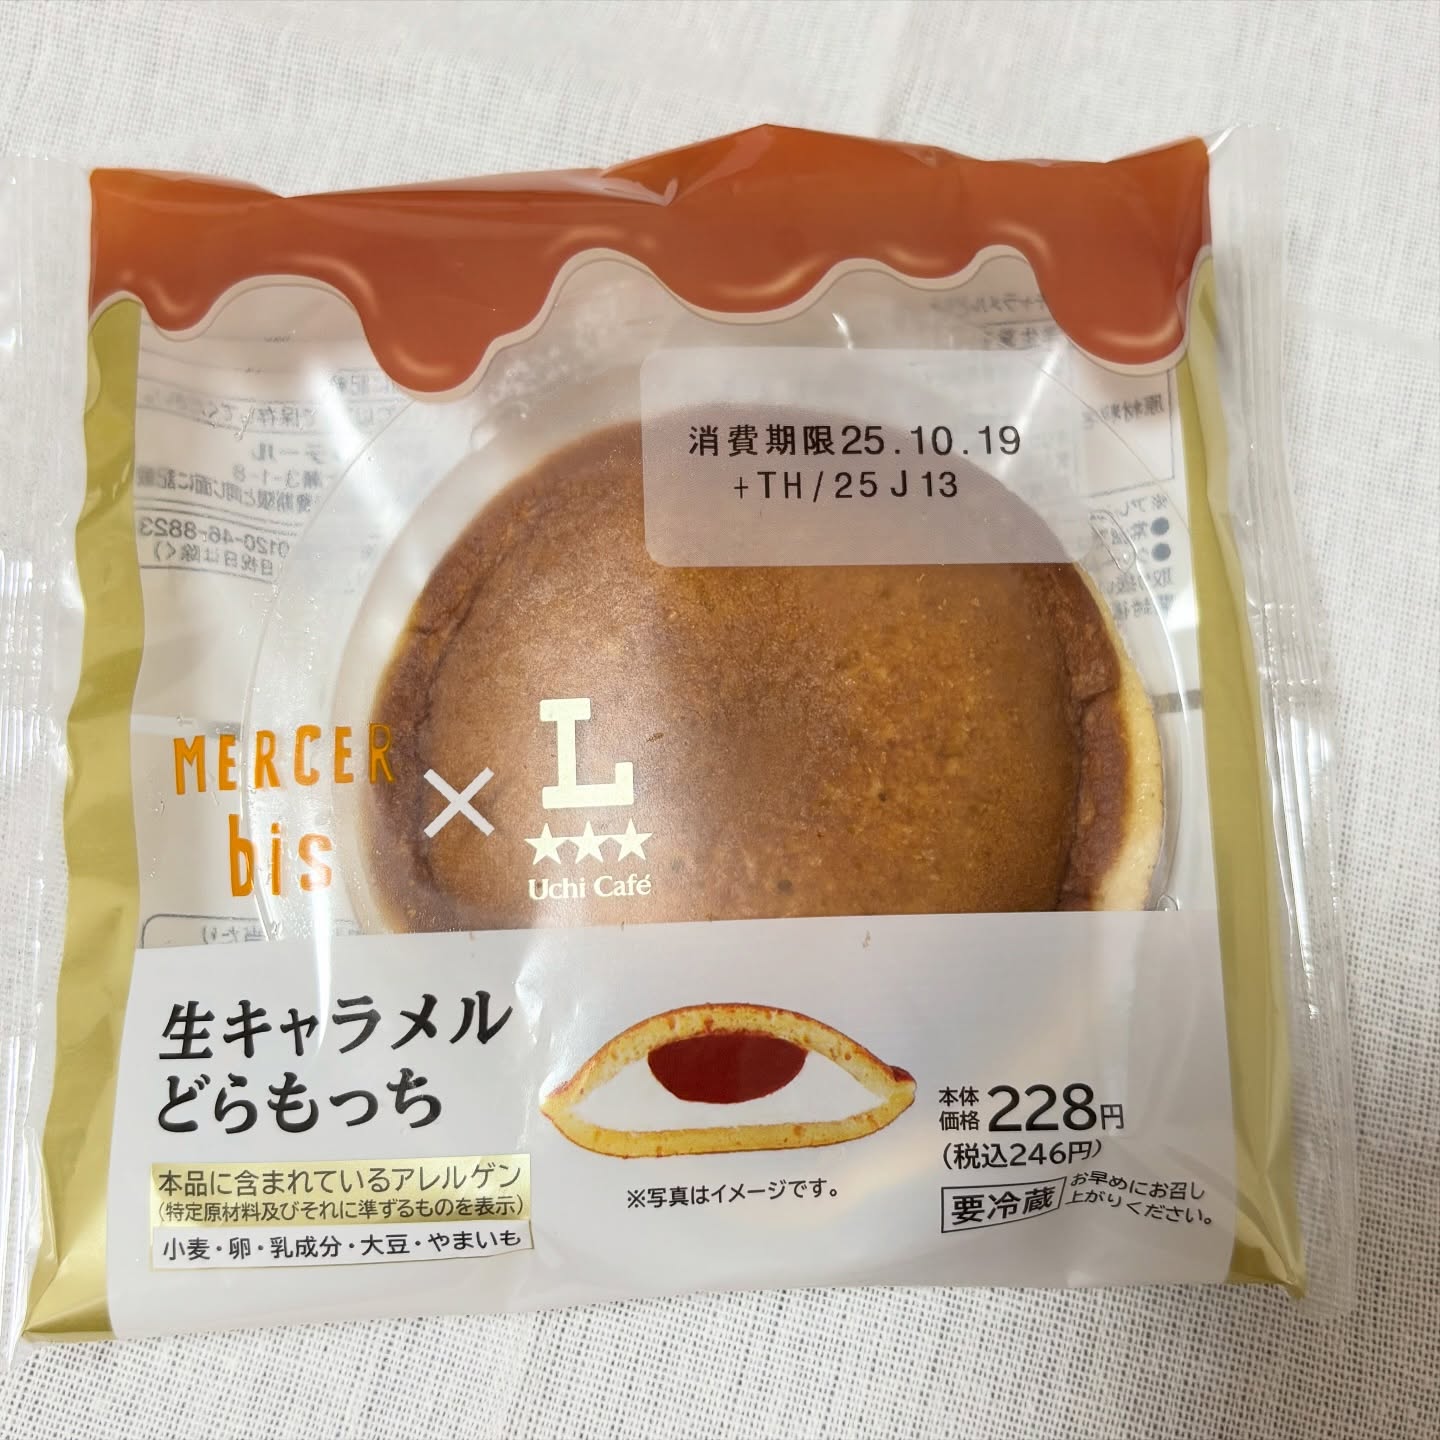 消費期限25.10.19
+TH/25J13
MERCER
bis
×
L
Uchi Café
生キャラメル
どらもっち
本品に含まれているアレルゲン
(特定原材料及びそれに準ずるものを表示)
小麦・卵・乳成分・大豆・やまいも
※写真はイメージです。
本体
価格228円
(税込246円)
要冷蔵
お早めにお召し
上がりください。